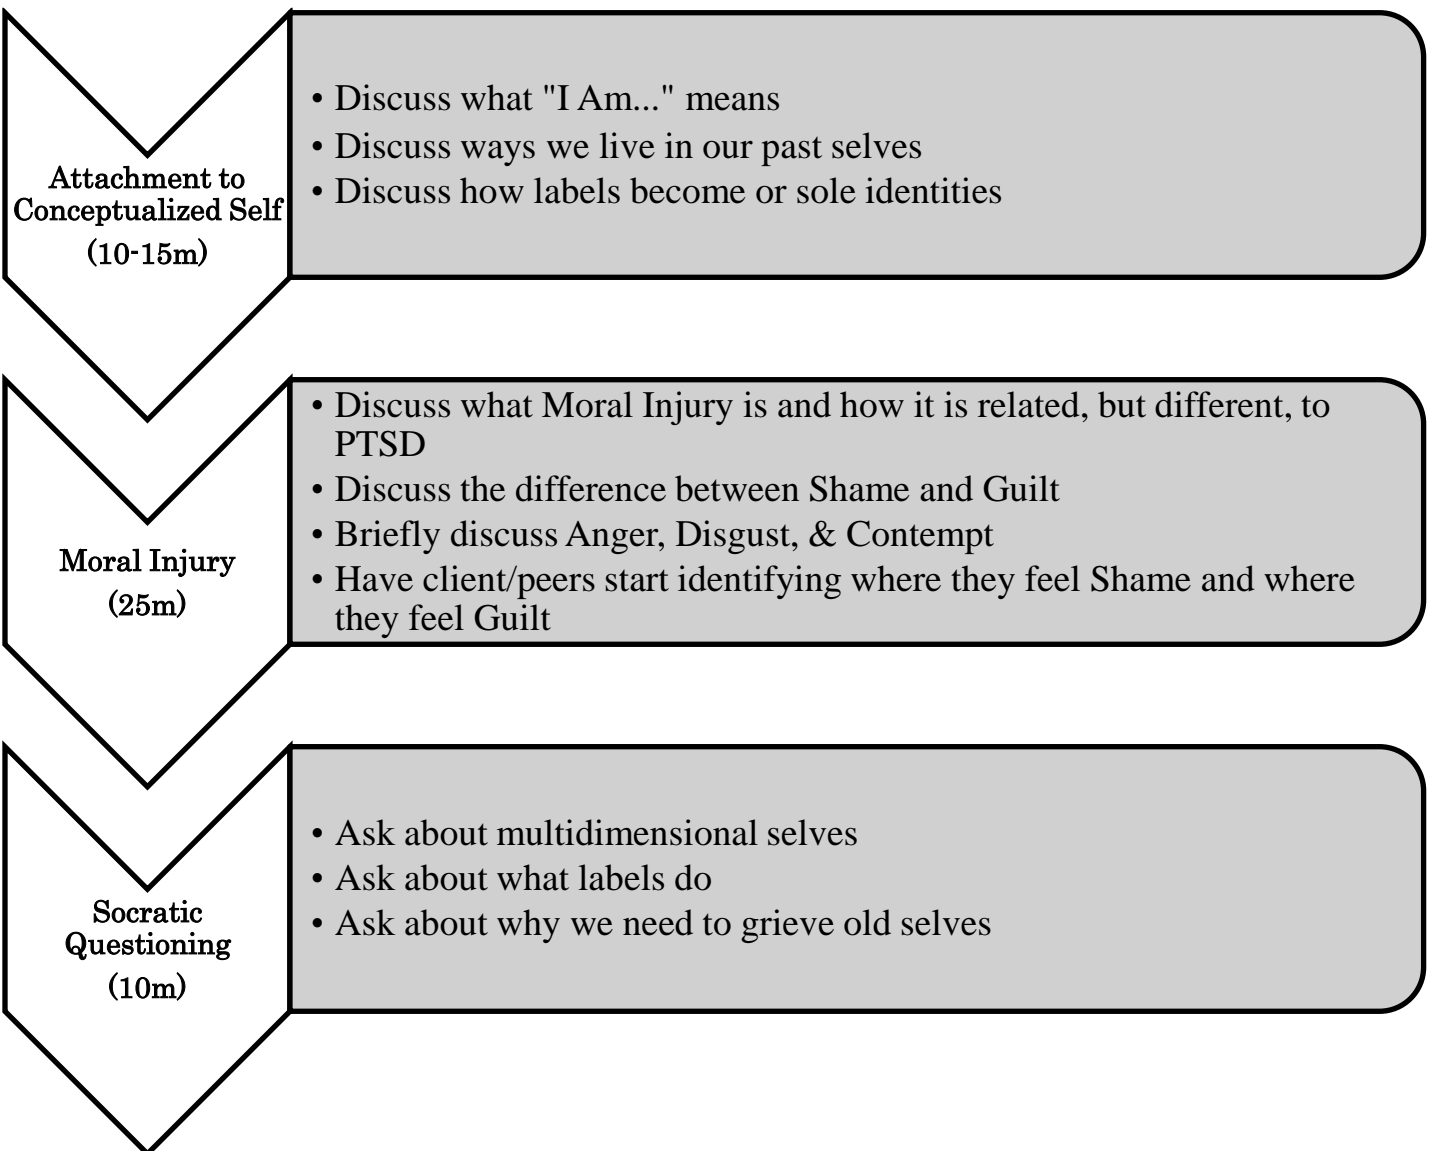 Attachment to
Conceptualized Self
(10-15m)
• Discuss what "I Am..." means
• Discuss ways we live in our past selves
• Discuss how labels become or sole identities
Moral Injury
(25m)
• Discuss what Moral Injury is and how it is related, but different, to
PTSD
• Discuss the difference between Shame and Guilt
• Briefly discuss Anger, Disgust, & Contempt
• Have client/peers start identifying where they feel Shame and where
they feel Guilt
Socratic
Questioning
(10m)
• Ask about multidimensional selves
• Ask about what labels do
• Ask about why we need to grieve old selves